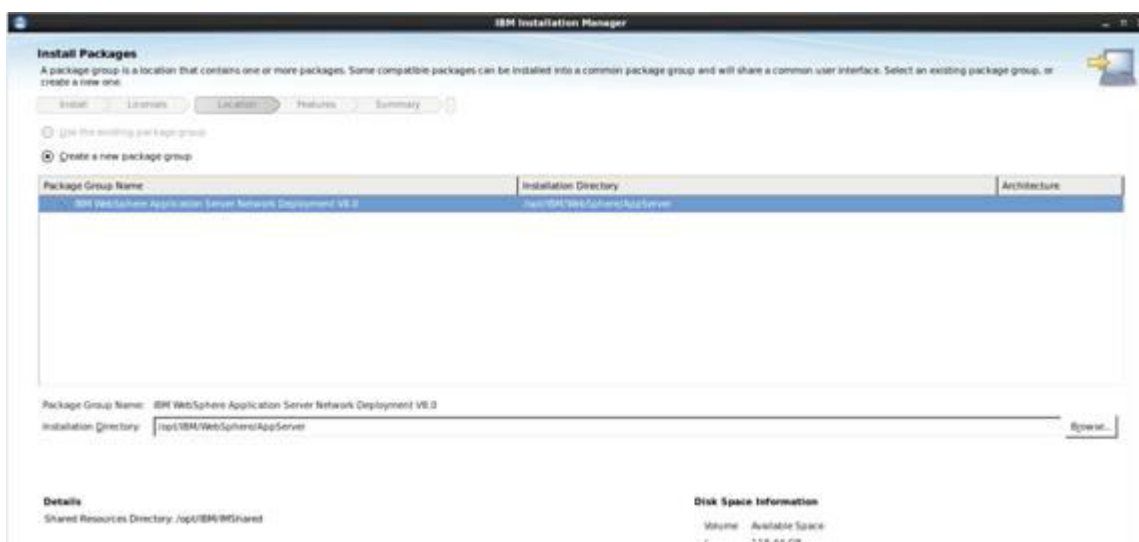 IBM Installation Manager
Install Packages
A package group is a location that contains one or more packages. Some compatible packages can be installed into a common package group and will share a common user interface. Select an existing package group, or
create a new one.
Install Licenses Location Features Summary
Use the existing package group
Create a new package group
Package Group Name Installation Directory Architecture
IBM WebSphere Application Server Network Deployment V8.0 /opt/IBM/WebSphere/AppServer
Package Group Name: IBM WebSphere Application Server Network Deployment V8.0
Installation Directory: /opt/IBM/WebSphere/AppServer Browse...
Details Disk Space Information
Shared Resources Directory: /opt/IBM/IMShared
Volume Available Space